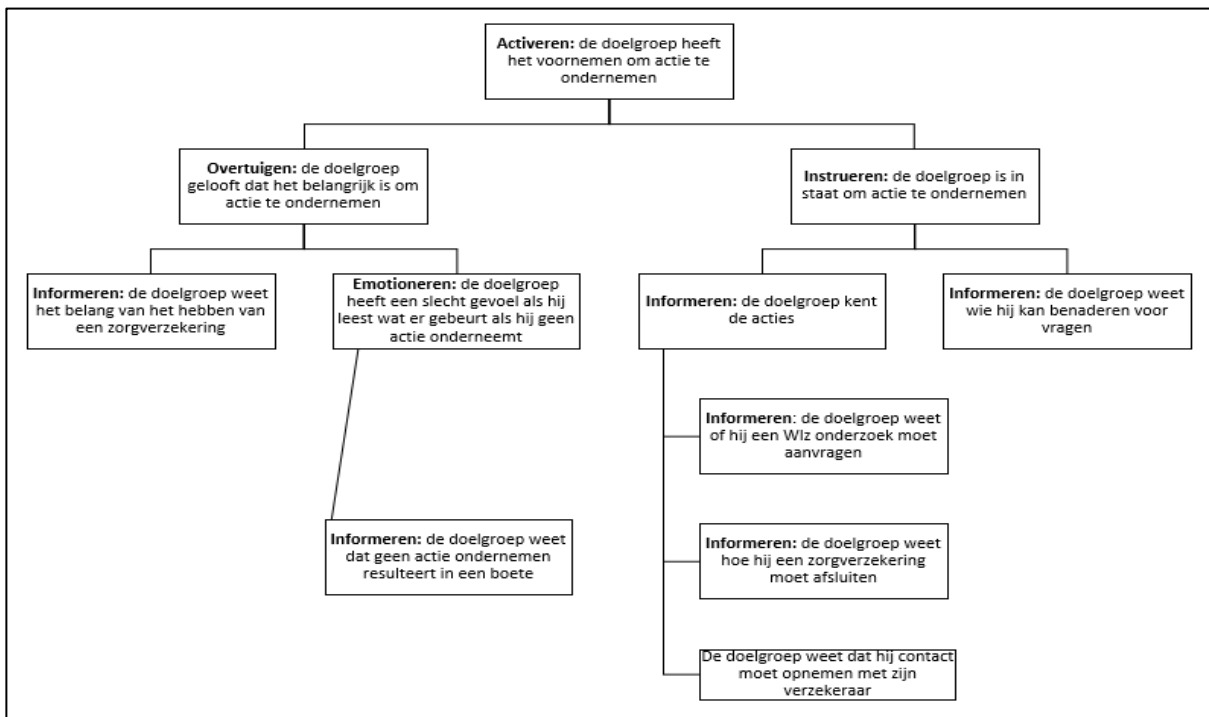 Activeren: de doelgroep heeft
het voornemen om actie te
ondernemen
Overtuigen: de doelgroep
gelooft dat het belangrijk is om
actie te ondernemen
Instrueren: de doelgroep is in
staat om actie te ondernemen
Informeren: de doelgroep weet
het belang van het hebben van
een zorgverzekering
Emotioneren: de doelgroep
heeft een slecht gevoel als hij
leest wat er gebeurt als hij geen
actie onderneemt
Informeren: de doelgroep kent
de acties
Informeren: de doelgroep weet
wie hij kan benaderen voor
vragen
Informeren: de doelgroep weet
of hij een Wlz onderzoek moet
aanvragen
Informeren: de doelgroep weet
dat geen actie ondernemen
resulteert in een boete
Informeren: de doelgroep weet
hoe hij een zorgverzekering
moet afsluiten
De doelgroep weet dat hij contact
moet opnemen met zijn
verzekeraar